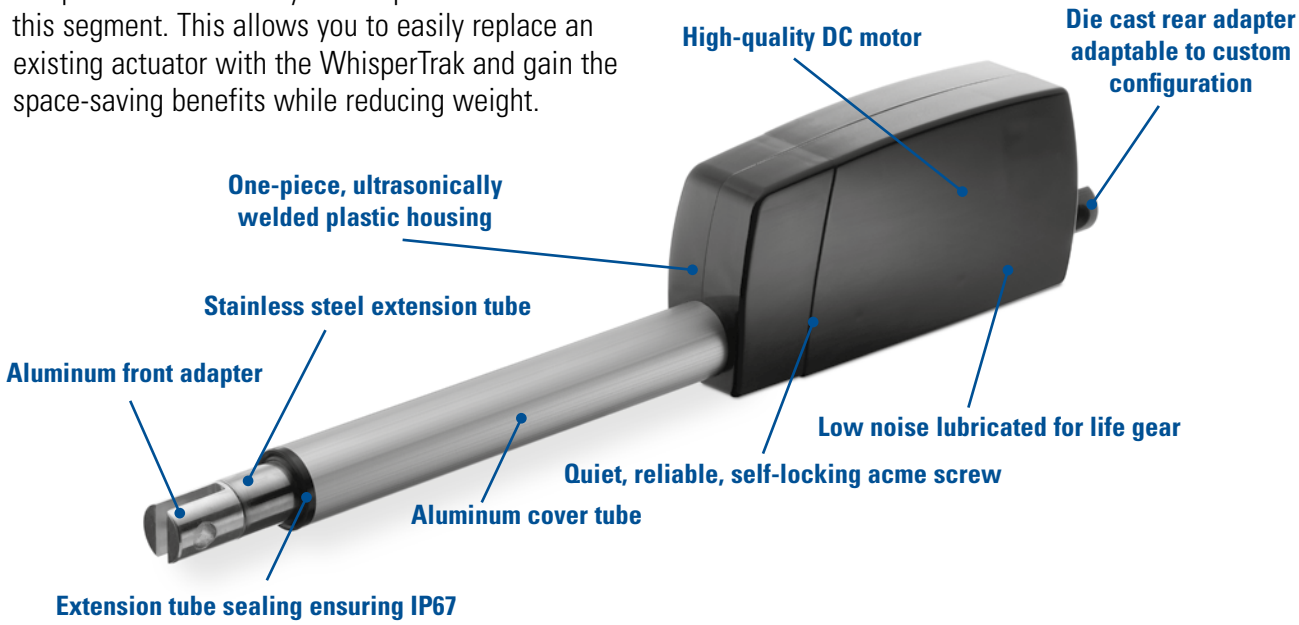 this segment. This allows you to easily replace an
existing actuator with the WhisperTrak and gain the
space-saving benefits while reducing weight.
High-quality DC motor
Die cast rear adapter
adaptable to custom
configuration
One-piece, ultrasonically
welded plastic housing
Stainless steel extension tube
Aluminum front adapter
Low noise lubricated for life gear
Quiet, reliable, self-locking acme screw
Aluminum cover tube
Extension tube sealing ensuring IP67